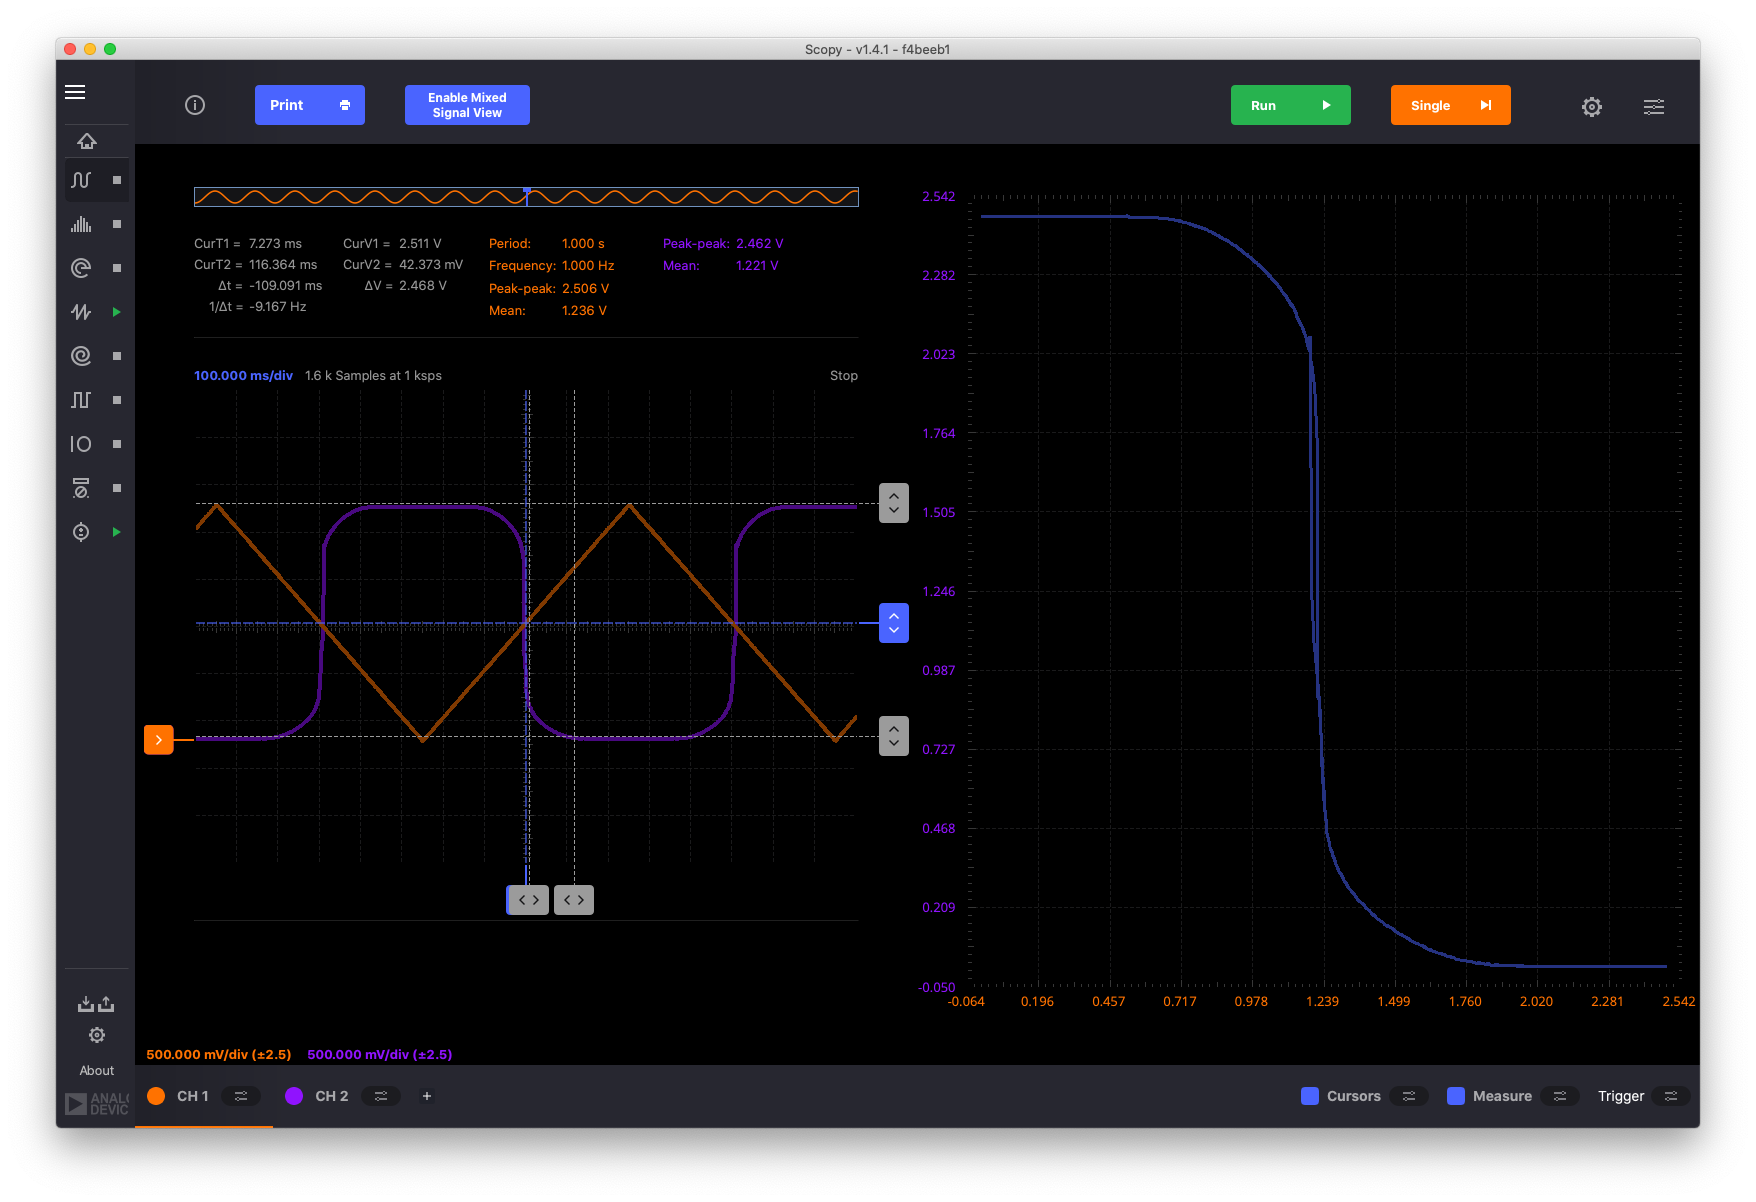 Scopy - v1.4.1 - f4beeb1
Print
Enable Mixed
Signal View
Run
Single
CurT1 = 7.273 ms
CurT2 = 116.364 ms
Δt = -109.091 ms
1/Δt = -9.167 Hz
CurV1 = 2.511 V
CurV2 = 42.373 mV
ΔV = 2.468 V
Period: 1.000 s
Frequency: 1.000 Hz
Peak-peak: 2.506 V
Mean: 1.236 V
Peak-peak: 2.462 V
Mean: 1.221 V
100.000 ms/div 1.6 k Samples at 1 ksps Stop
2.542
2.282
2.023
1.764
1.505
1.246
0.987
0.727
0.468
0.209
-0.050
-0.064 0.196 0.457 0.717 0.978 1.239 1.499 1.760 2.020 2.281 2.542
500.000 mV/div (±2.5) 500.000 mV/div (±2.5)
About
ANALO
DEVIC
CH 1 CH 2 + Cursors Measure Trigger